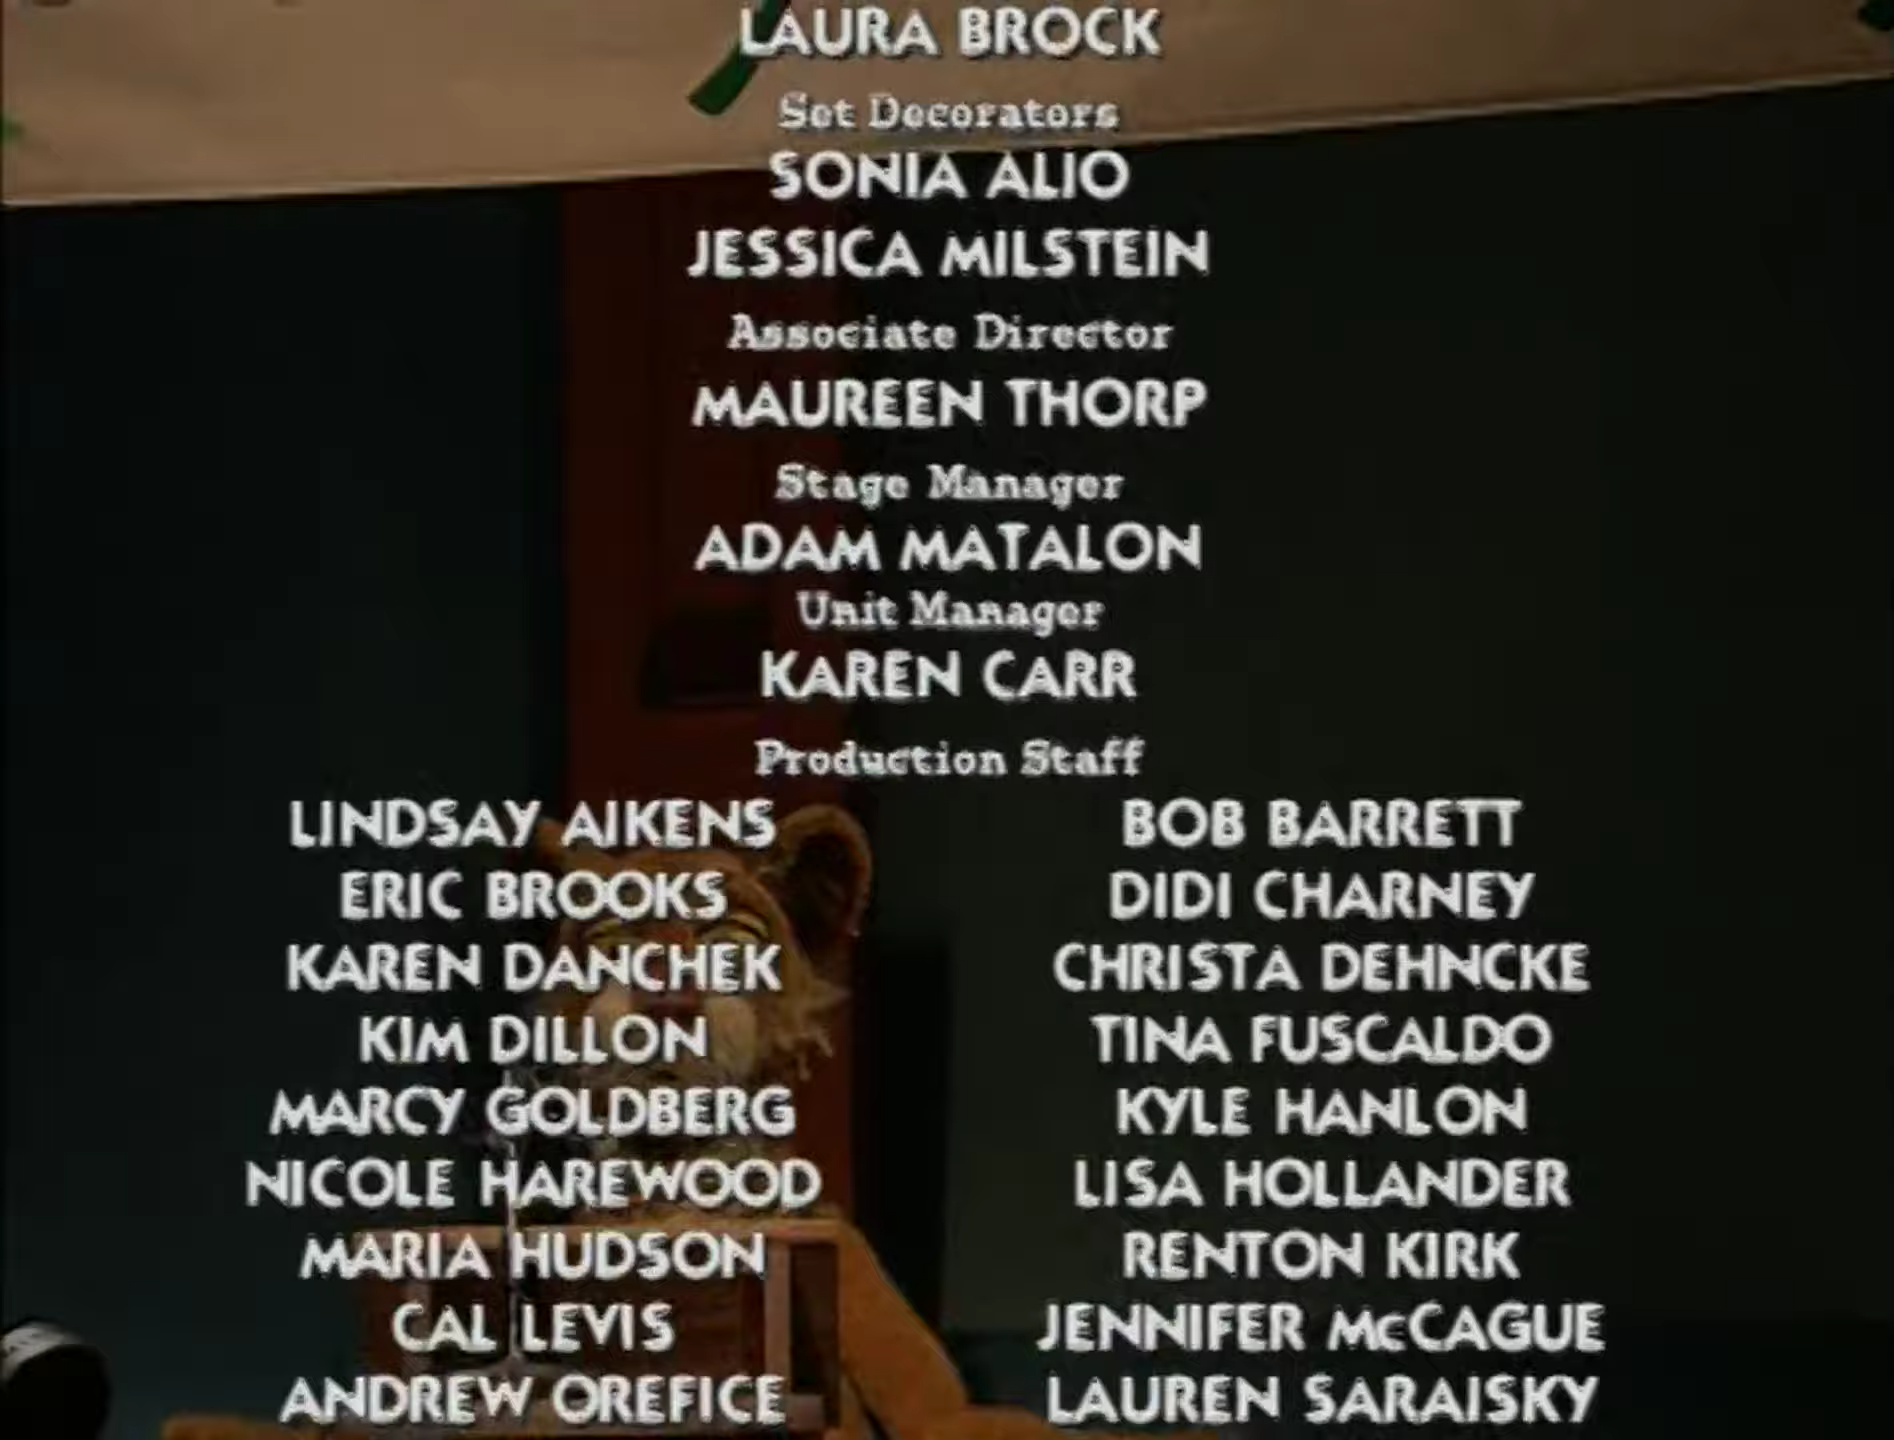 LAURA BROCK
Set Decorators
SONIA ALIO
JESSICA MILSTEIN
Associate Director
MAUREEN THORP
Stage Manager
ADAM MATALON
Unit Manager
KAREN CARR
Production Staff
LINDSAY AIKENS BOB BARRETT
ERIC BROOKS DIDI CHARNEY
KAREN DANCHEK CHRISTA DEHNCKE
KIM DILLON TINA FUSCALDO
MARCY GOLDBERG KYLE HANLON
NICOLE HAREWOOD LISA HOLLANDER
MARIA HUDSON RENTON KIRK
CAL LEVIS JENNIFER McCAGUE
ANDREW OREFICE LAUREN SARAISKY